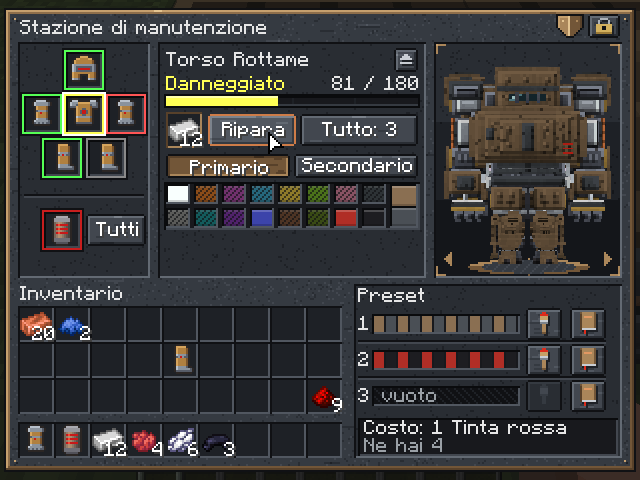 Stazione di manutenzione
Torso Rottame
Danneggiato 81 / 180
12 Ripara Tutto: 3
Primario Secondario
Tutti
Inventario
20 2
9
12 4 6 3
Preset
1
2
3 vuoto
Costo: 1 Tinta rossa
Ne hai 4